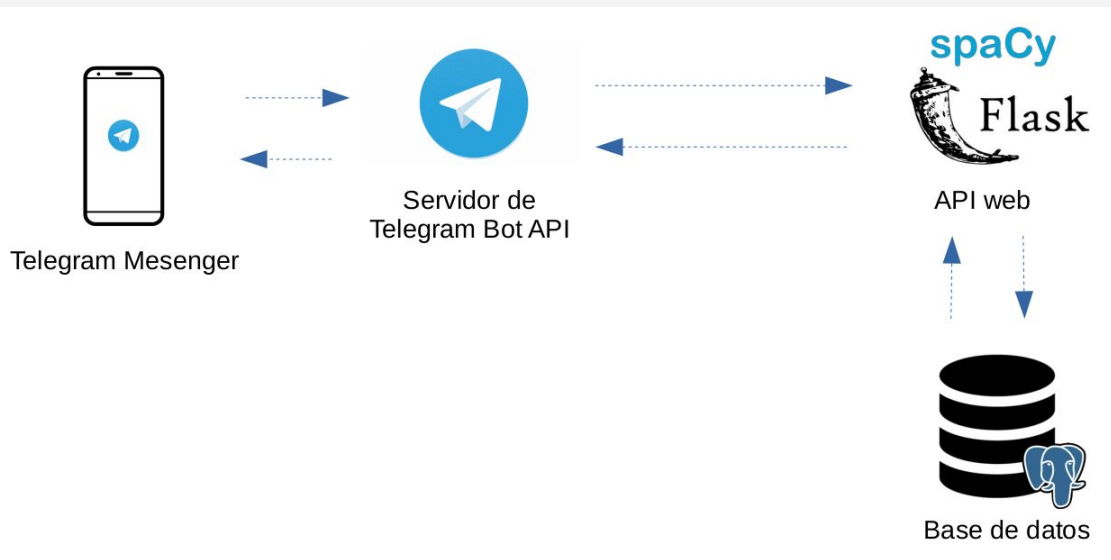 spaCy
Flask
API web
Servidor de
Telegram Bot API
Telegram Mesenger
Base de datos